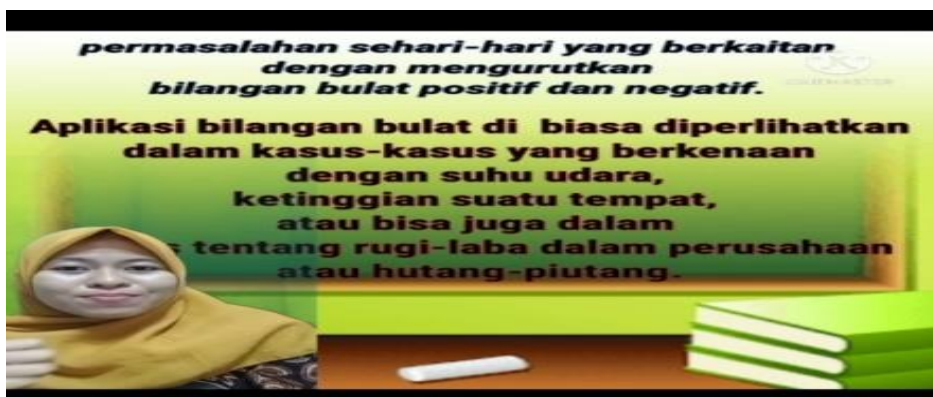 permasalahan sehari-hari yang berkaitan
dengan mengurutkan
bilangan bulat positif dan negatif.
Aplikasi bilangan bulat di biasa diperlihatkan
dalam kasus-kasus yang berkenaan
dengan suhu udara,
ketinggian suatu tempat,
atau bisa juga dalam
tentang rugi-laba dalam perusahaan
atau hutang-piutang.